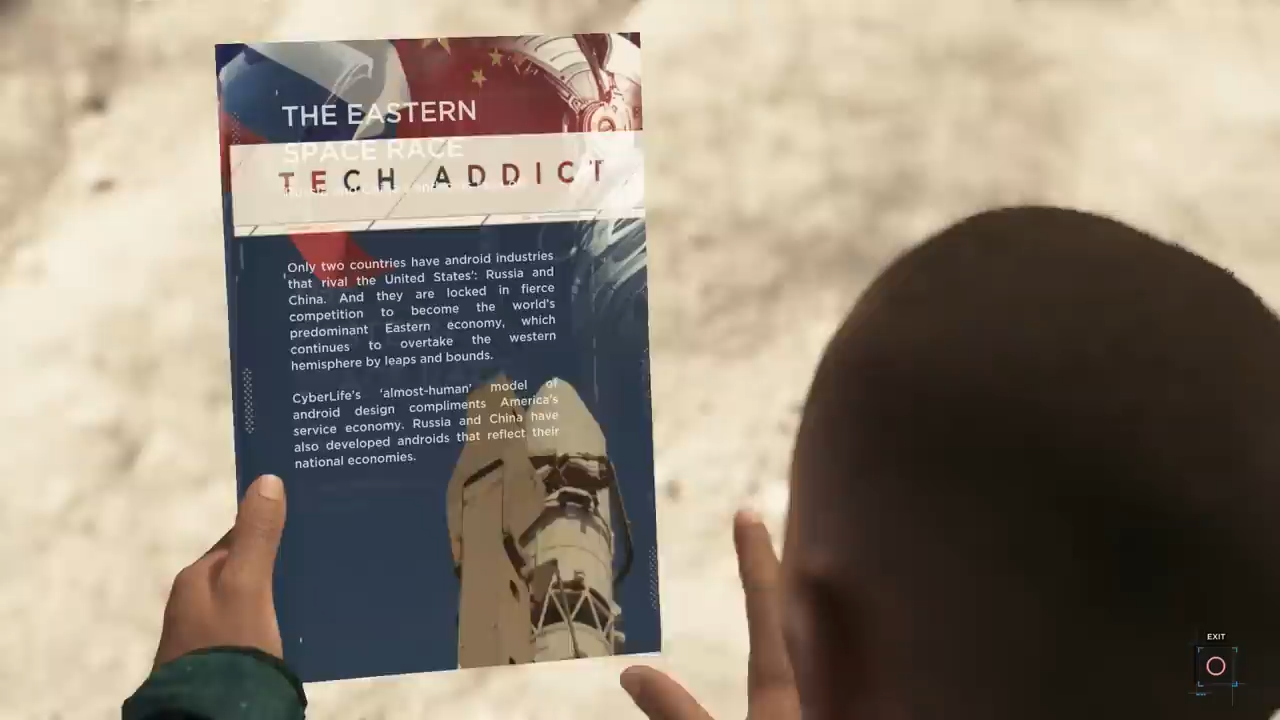 THE EASTERN
SPACE RACE
TECH ADDICT
Only two countries have android industries
that rival the United States': Russia and
China. And they are locked in fierce
competition to become the world's
predominant Eastern economy, which
continues to overtake the western
hemisphere by leaps and bounds.
CyberLife's 'almost-human' model of
android design compliments America's
service economy. Russia and China have
also developed androids that reflect their
national economies.
EXIT